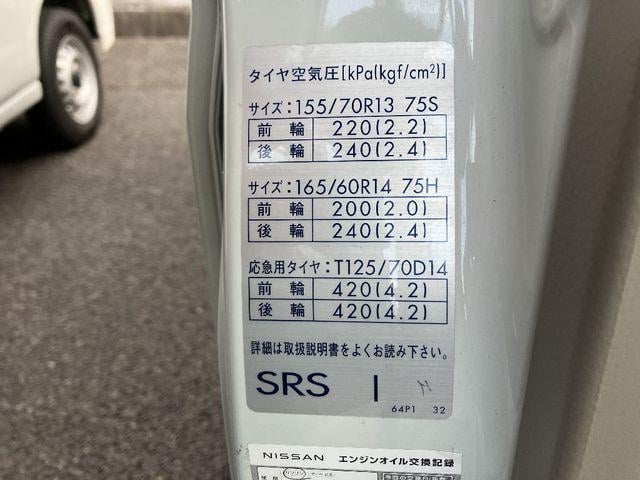 タイヤ空気圧[kPa(kgf/cm²)]
サイズ:155/70R13 75S
前輪 220(2.2)
後輪 240(2.4)
サイズ:165/60R14 75H
前輪 200(2.0)
後輪 240(2.4)
応急用タイヤ:T125/70D14
前輪 420(4.2)
後輪 420(4.2)
詳細は取扱説明書をよくお読み下さい。
SRS I
64P1 32
NISSAN エンジンオイル交換記録